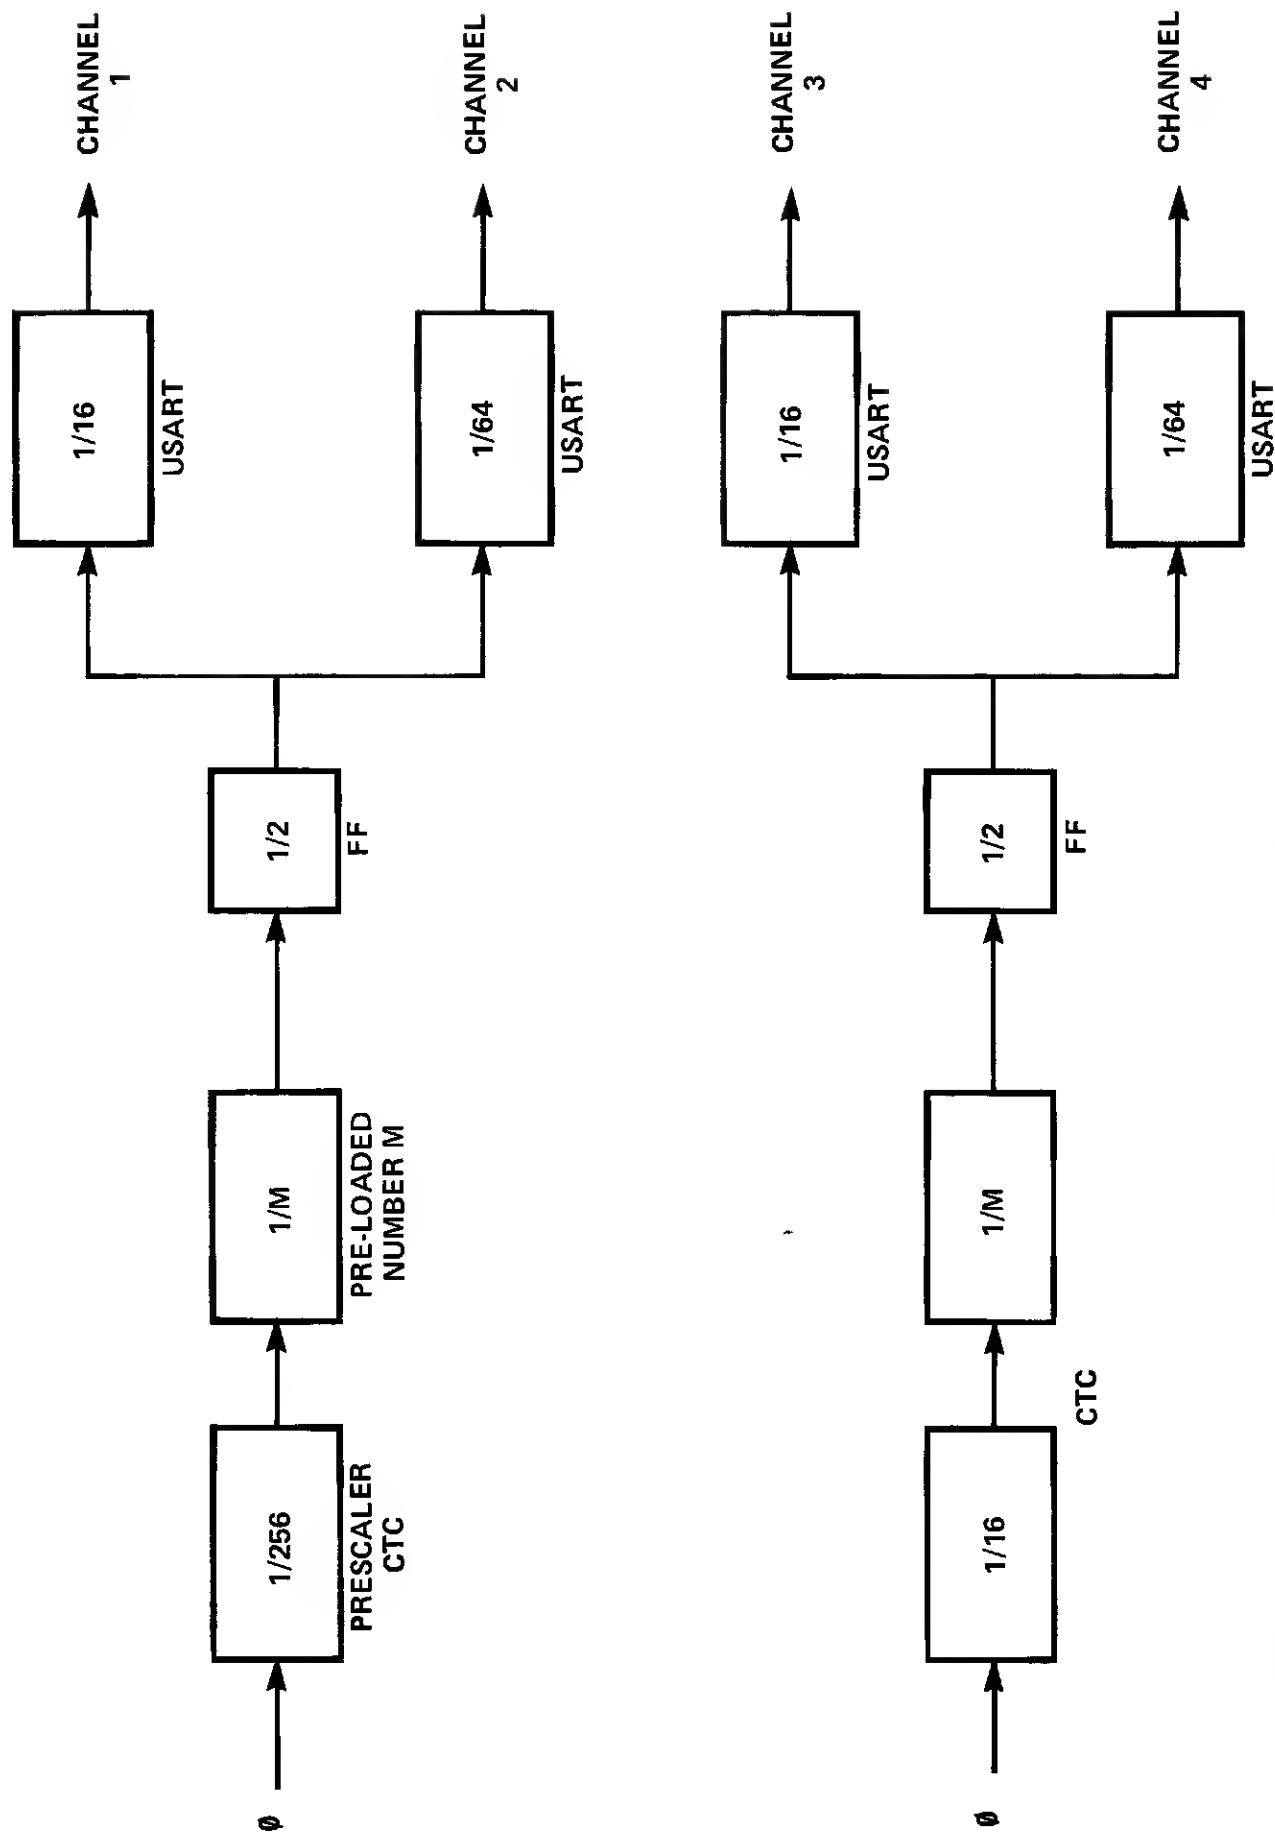 Ø
1/256
PRESCALER
CTC
1/M
PRE-LOADED
NUMBER M
1/2
FF
1/16
USART
CHANNEL
1
1/64
USART
CHANNEL
2
Ø
1/16
CTC
1/M
1/2
FF
1/16
USART
CHANNEL
3
1/64
USART
CHANNEL
4